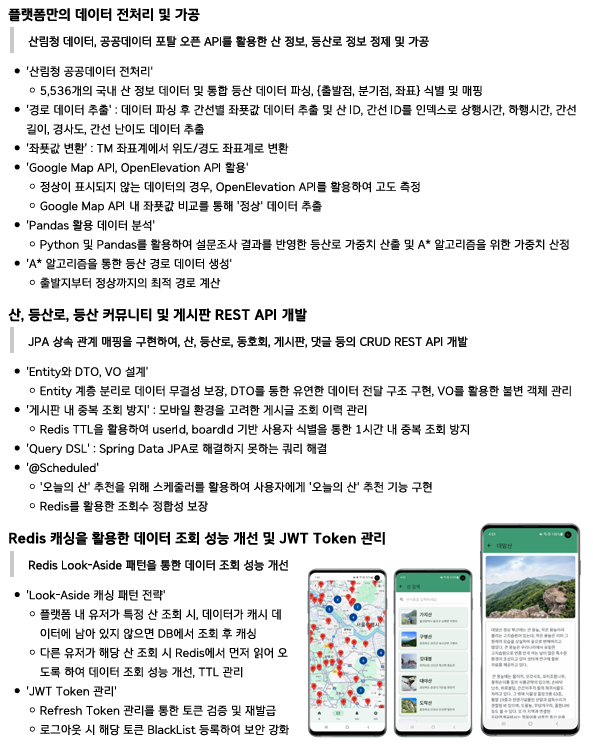 플랫폼만의 데이터 전처리 및 가공
산림청 데이터, 공공데이터 포탈 오픈 API를 활용한 산 정보, 등산로 정보 정제 및 가공
• '산림청 공공데이터 전처리'
○ 5,536개의 국내 산 정보 데이터 및 통합 등산 데이터 파싱, {출발점, 분기점, 좌표} 식별 및 매핑
• '경로 데이터 추출' : 데이터 파싱 후 간선별 좌푯값 데이터 추출 및 산 ID, 간선 ID를 인덱스로 상행시간, 하행시간, 간선
길이, 경사도, 간선 난이도 데이터 추출
• '좌푯값 변환' : TM 좌표계에서 위도/경도 좌표계로 변환
• 'Google Map API, OpenElevation API 활용'
○ 정상이 표시되지 않는 데이터의 경우, OpenElevation API를 활용하여 고도 측정
○ Google Map API 내 좌푯값 비교를 통해 '정상' 데이터 추출
• 'Pandas 활용 데이터 분석'
○ Python 및 Pandas를 활용하여 설문조사 결과를 반영한 등산로 가중치 산출 및 A* 알고리즘을 위한 가중치 산정
• 'A* 알고리즘을 통한 등산 경로 데이터 생성'
○ 출발지부터 정상까지의 최적 경로 계산
산, 등산로, 등산 커뮤니티 및 게시판 REST API 개발
JPA 상속 관계 매핑을 구현하여, 산, 등산로, 동호회, 게시판, 댓글 등의 CRUD REST API 개발
• 'Entity와 DTO, VO 설계'
○ Entity 계층 분리로 데이터 무결성 보장, DTO를 통한 유연한 데이터 전달 구조 구현, VO를 활용한 불변 객체 관리
• '게시판 내 중복 조회 방지' : 모바일 환경을 고려한 게시글 조회 이력 관리
○ Redis TTL을 활용하여 userId, boardId 기반 사용자 식별을 통한 1시간 내 중복 조회 방지
• 'Query DSL' : Spring Data JPA로 해결하지 못하는 쿼리 해결
• '@Scheduled'
○ '오늘의 산' 추천을 위해 스케줄러를 활용하여 사용자에게 '오늘의 산' 추천 기능 구현
○ Redis를 활용한 조회수 정합성 보장
Redis 캐싱을 활용한 데이터 조회 성능 개선 및 JWT Token 관리
Redis Look-Aside 패턴을 통한 데이터 조회 성능 개선
• 'Look-Aside 캐싱 패턴 전략'
○ 플랫폼 내 유저가 특정 산 조회 시, 데이터가 캐시 데
이터에 남아 있지 않으면 DB에서 조회 후 캐싱
○ 다른 유저가 해당 산 조회 시 Redis에서 먼저 읽어 오
도록 하여 데이터 조회 성능 개선, TTL 관리
• 'JWT Token 관리'
○ Refresh Token 관리를 통한 토큰 검증 및 재발급
○ 로그아웃 시 해당 토큰 BlackList 등록하여 보안 강화
산 검색
가덕산
구병산
강대봉
대야산
도락산
대암산